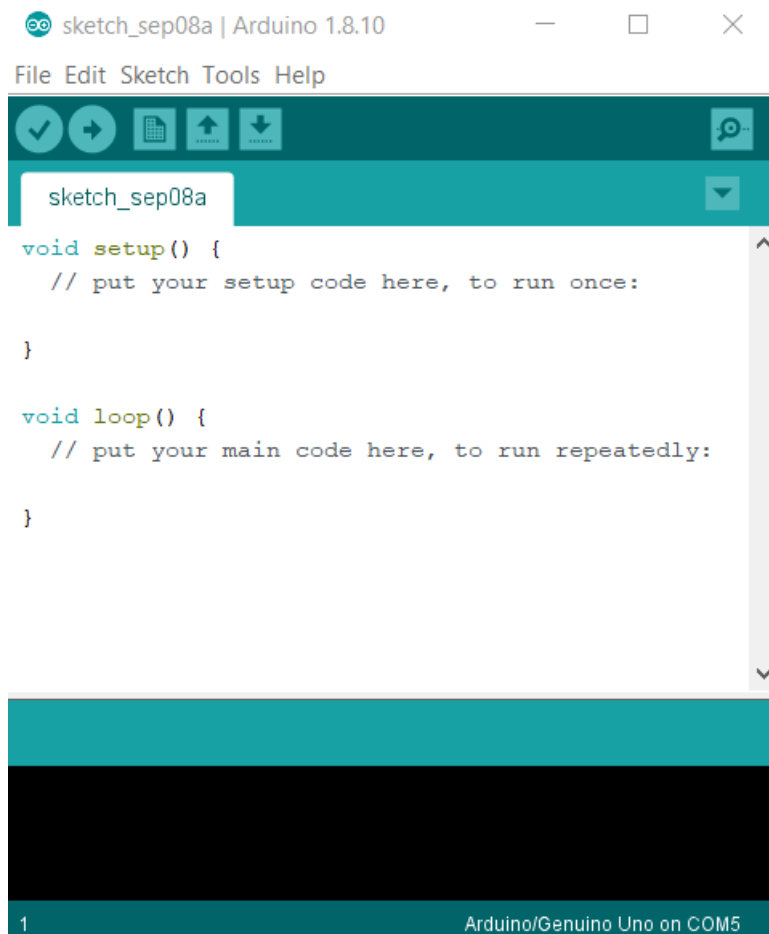 sketch_sep08a | Arduino 1.8.10
File Edit Sketch Tools Help
sketch_sep08a
void setup() {
  // put your setup code here, to run once:
}
void loop() {
  // put your main code here, to run repeatedly:
}
1 Arduino/Genuino Uno on COM5